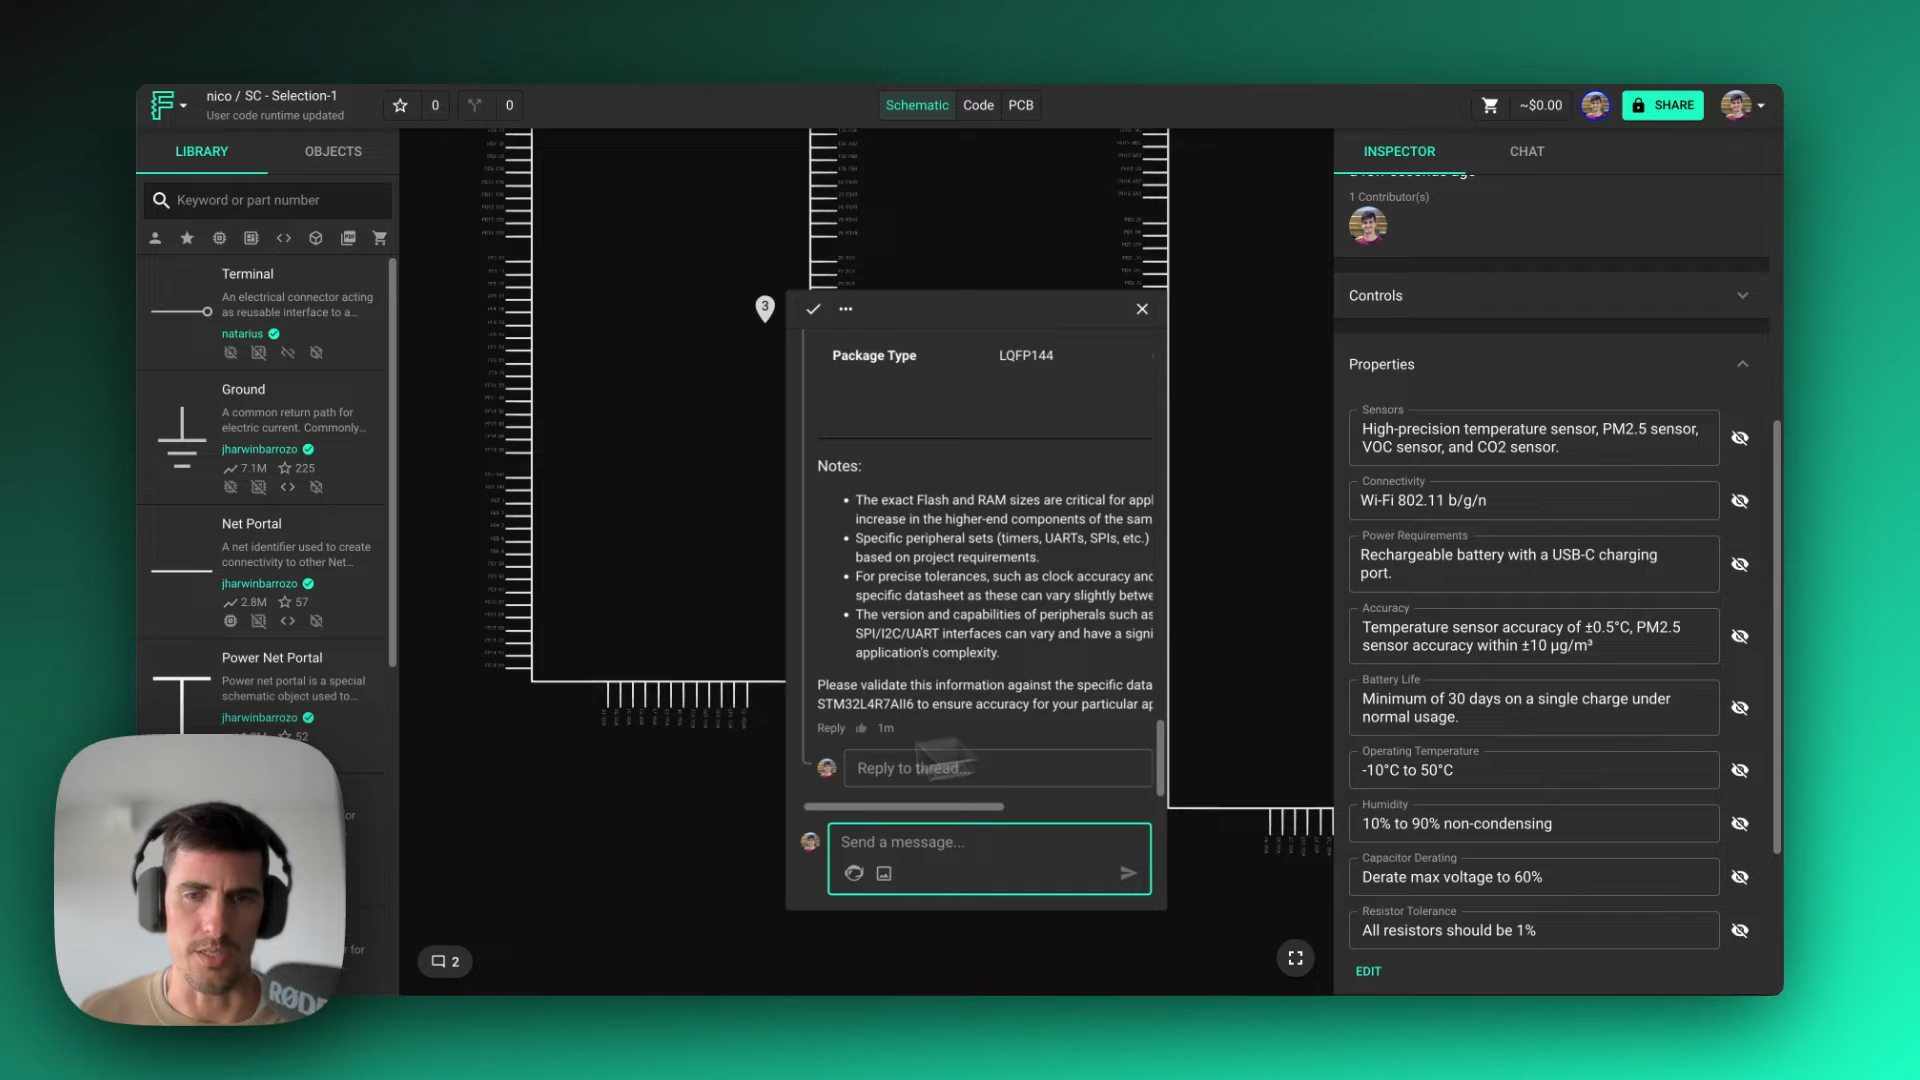 nico / SC - Selection-1
User code runtime updated
0
0
Schematic
Code
PCB
~$0.00
SHARE
LIBRARY
OBJECTS
Keyword or part number
Terminal
An electrical connector acting
as reusable interface to a...
natarius
Ground
A common return path for
electric current. Commonly...
jharwinbarrozo
7.1M
225
Net Portal
A net identifier used to create
connectivity to other Net...
jharwinbarrozo
2.8M
57
Power Net Portal
Power net portal is a special
schematic object used to...
jharwinbarrozo
52
for
for
RØDE
2
3
Package Type
LQFP144
Notes:
• The exact Flash and RAM sizes are critical for appl
increase in the higher-end components of the sam
• Specific peripheral sets (timers, UARTs, SPIs, etc.)
based on project requirements.
• For precise tolerances, such as clock accuracy and
specific datasheet as these can vary slightly betwe
• The version and capabilities of peripherals such as
SPI/I2C/UART interfaces can vary and have a signi
application's complexity.
Please validate this information against the specific data
STM32L4R7AII6 to ensure accuracy for your particular ap
Reply
1m
Reply to thread...
Send a message...
INSPECTOR
CHAT
a few seconds ago
1 Contributor(s)
Controls
Properties
Sensors
High-precision temperature sensor, PM2.5 sensor,
VOC sensor, and CO2 sensor.
Connectivity
Wi-Fi 802.11 b/g/n
Power Requirements
Rechargeable battery with a USB-C charging
port.
Accuracy
Temperature sensor accuracy of ±0.5°C, PM2.5
sensor accuracy within ±10 μg/m³
Battery Life
Minimum of 30 days on a single charge under
normal usage.
Operating Temperature
-10°C to 50°C
Humidity
10% to 90% non-condensing
Capacitor Derating
Derate max voltage to 60%
Resistor Tolerance
All resistors should be 1%
EDIT